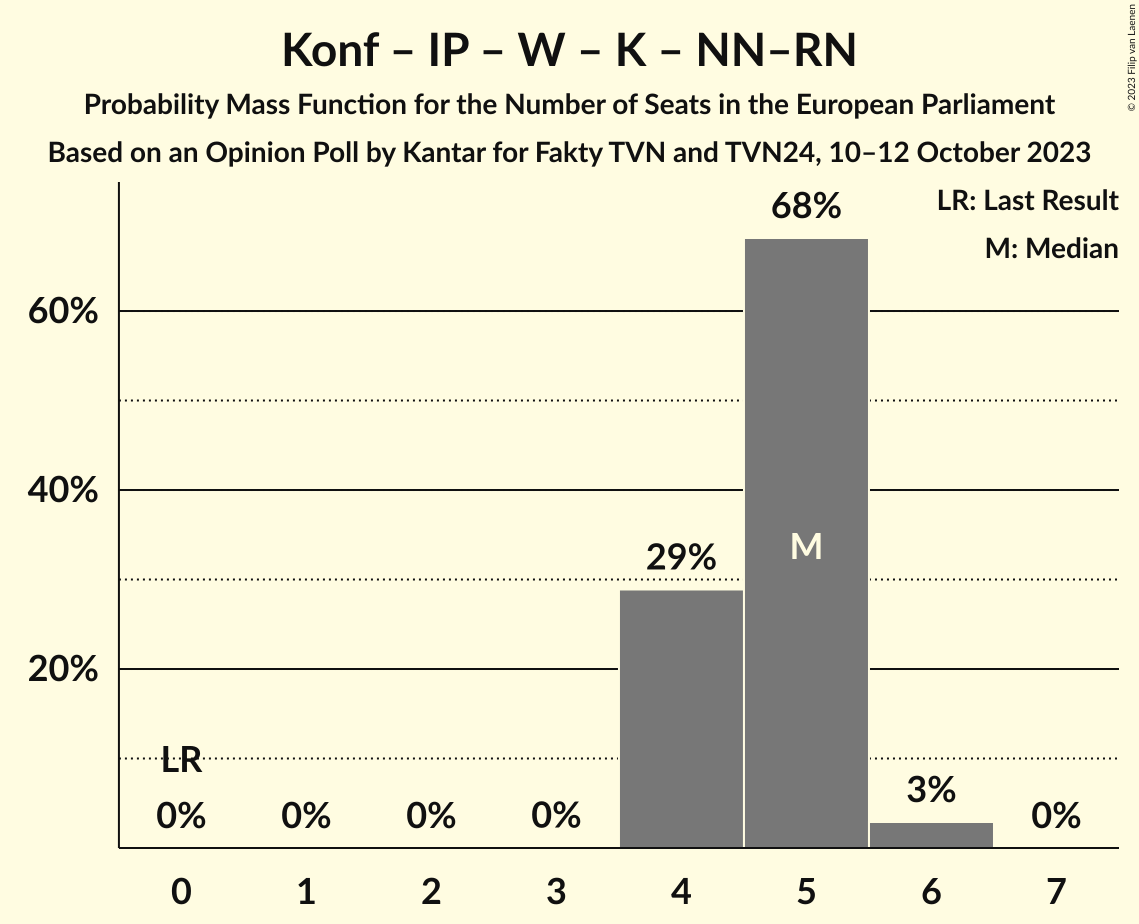 Konf – IP – W – K – NN–RN
Probability Mass Function for the Number of Seats in the European Parliament
Based on an Opinion Poll by Kantar for Fakty TVN and TVN24, 10–12 October 2023
© 2023 Filip van Laenen
LR: Last Result
M: Median
68%
60%
40%
29%
M
20%
LR
0%
0%
0%
0%
3%
0%
0
1
2
3
4
5
6
7